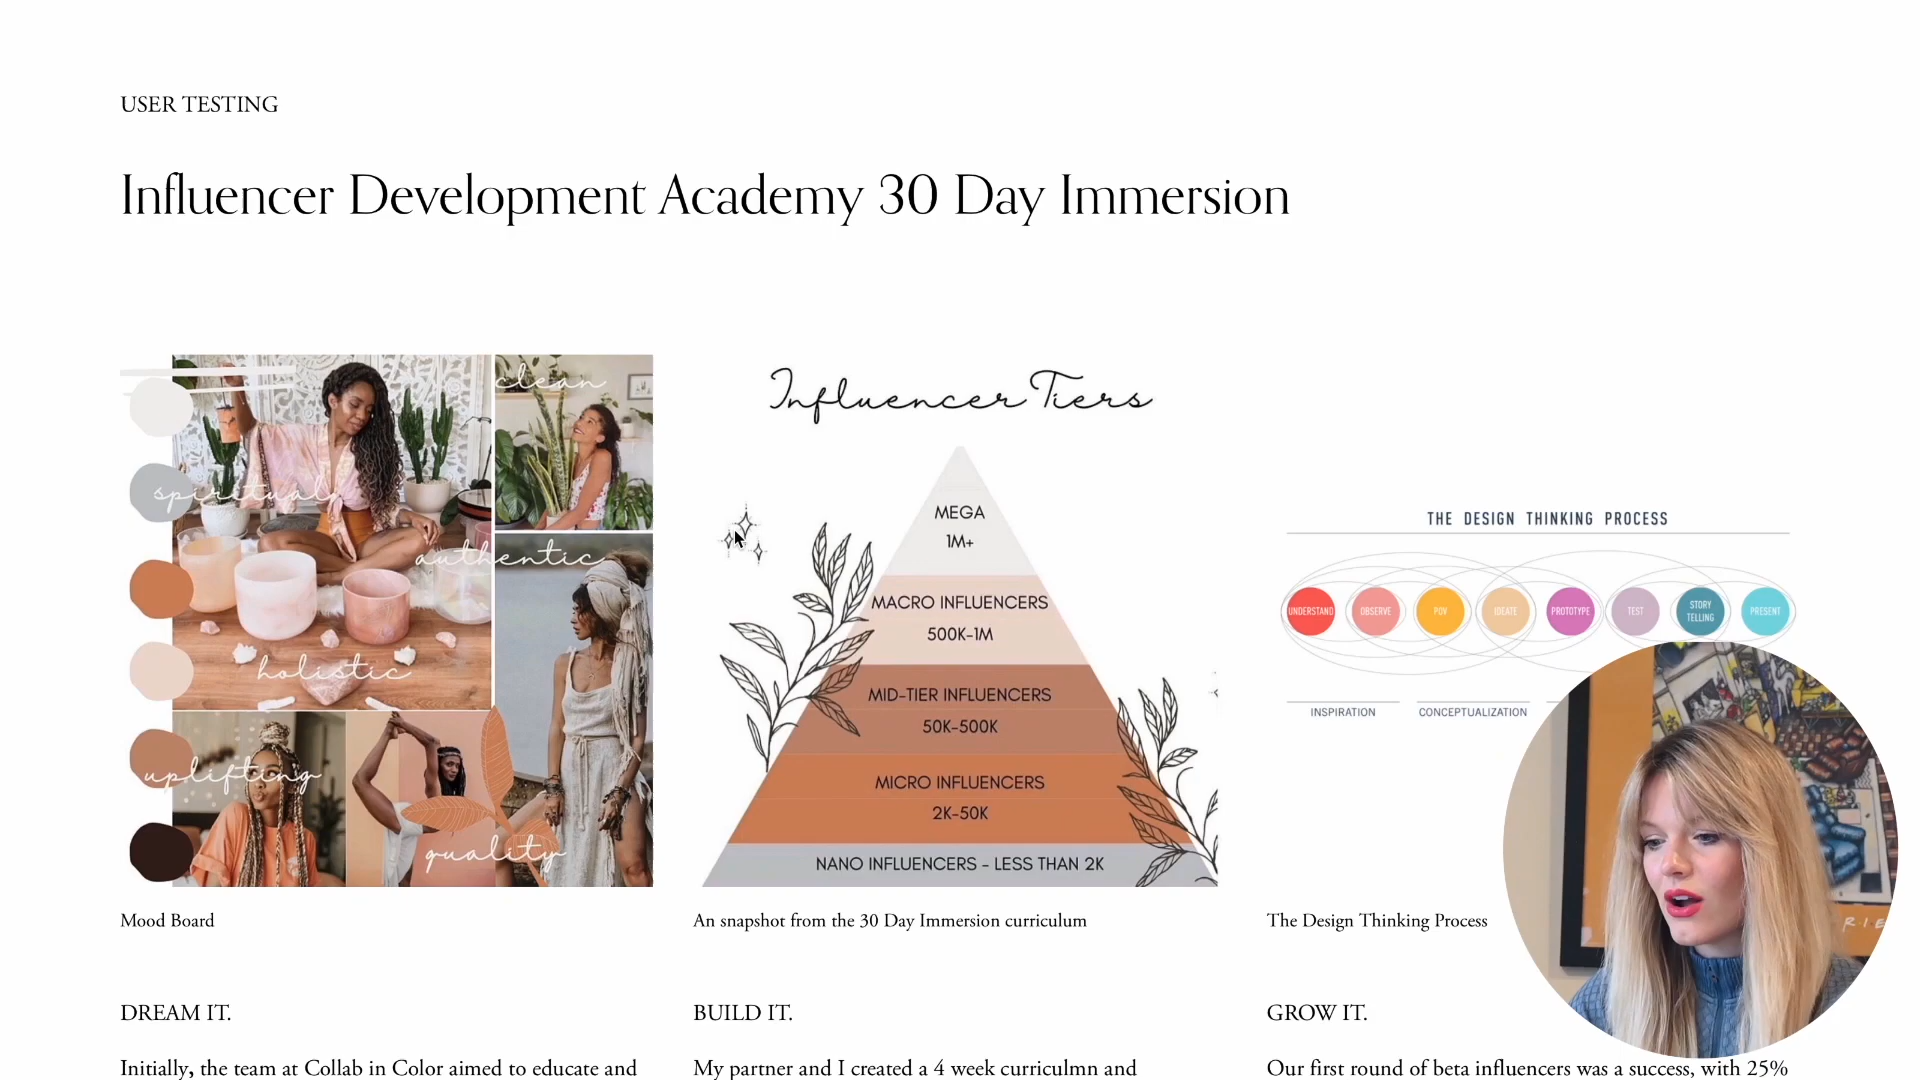 USER TESTING
Influencer Development Academy 30 Day Immersion
clean
spiritual
authentic
holistic
uplifting
quality
Mood Board
Influencer Tiers
MEGA
1M+
MACRO INFLUENCERS
500K-1M
MID-TIER INFLUENCERS
50K-500K
MICRO INFLUENCERS
2K-50K
NANO INFLUENCERS - LESS THAN 2K
An snapshot from the 30 Day Immersion curriculum
THE DESIGN THINKING PROCESS
UNDERSTAND OBSERVE POV IDEATE PROTOTYPE TEST STORY TELLING PRESENT
INSPIRATION CONCEPTUALIZATION
The Design Thinking Process
DREAM IT.
Initially, the team at Collab in Color aimed to educate and
BUILD IT.
My partner and I created a 4 week curriculmn and
GROW IT.
Our first round of beta influencers was a success, with 25%